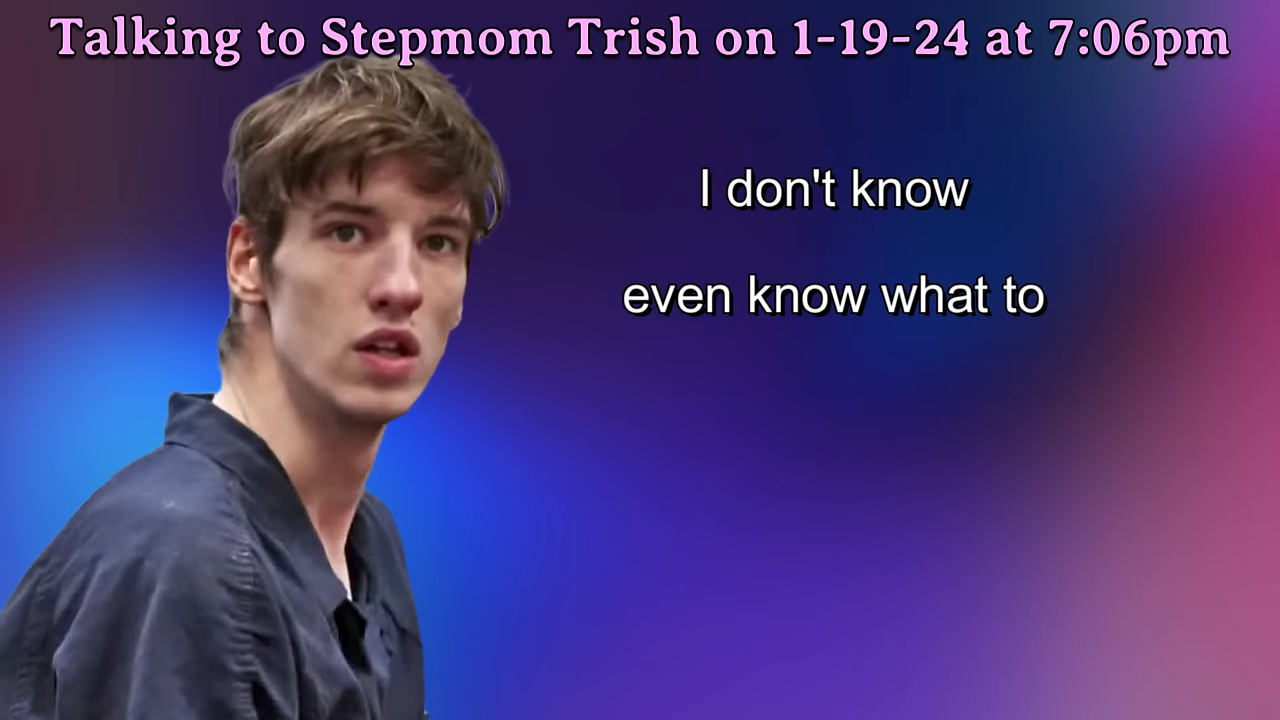 Talking to Stepmom Trish on 1-19-24 at 7:06pm
I don't know
even know what to